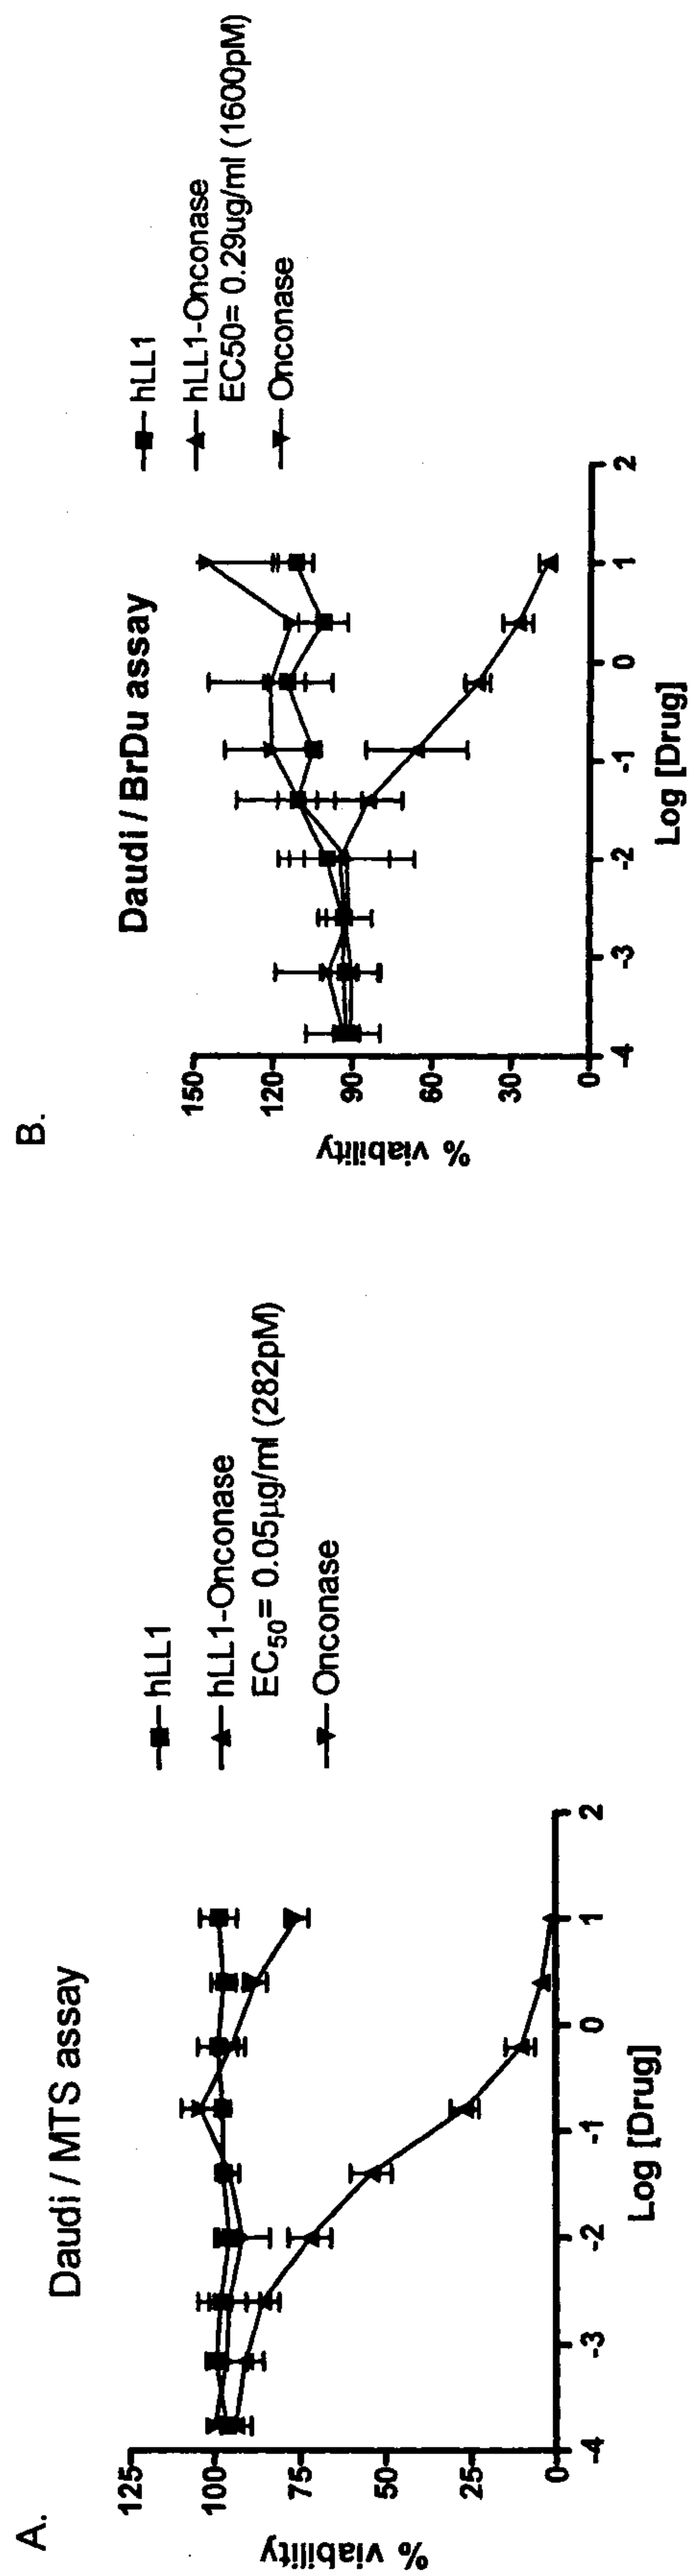 A.
Daudi / MTS assay
% viability
125
100
75
50
25
0
-4
-3
-2
-1
0
1
2
Log [Drug]
hLL1
hLL1-Onconase
EC50= 0.05µg/ml (282pM)
Onconase
B.
Daudi / BrDu assay
% viability
150
120
90
60
30
0
-4
-3
-2
-1
0
1
2
Log [Drug]
hLL1
hLL1-Onconase
EC50= 0.29ug/ml (1600pM)
Onconase